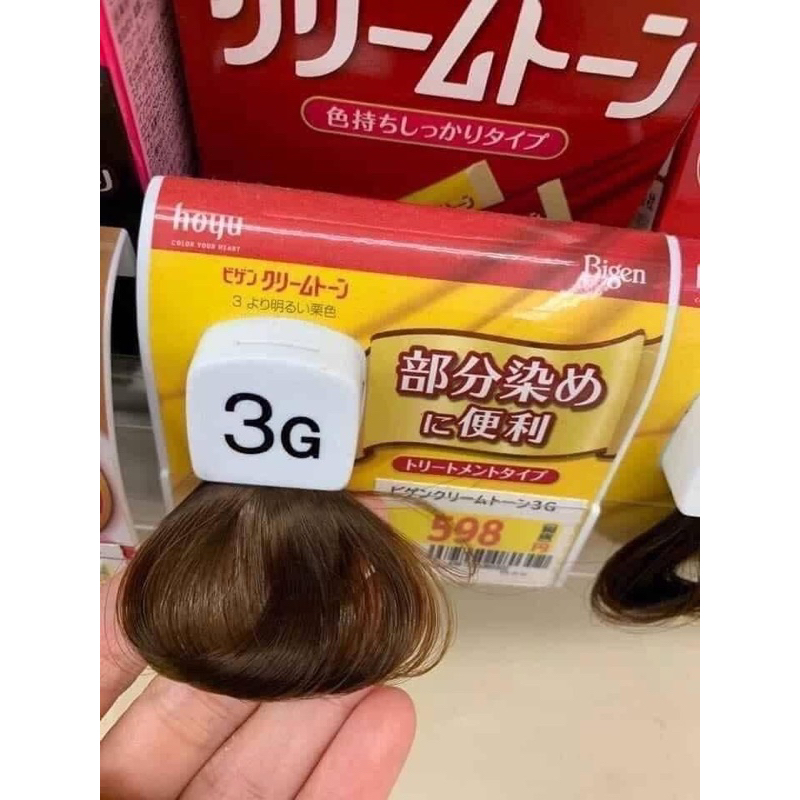 クリームトーン
色持ちしっかりタイプ
hoyu
COLOR YOUR HEART
Bigen
ビゲン クリームトーン
3 より明るい栗色
3G
部分染め
に便利
トリートメントタイプ
ビゲンクリームトーン3G
598
円